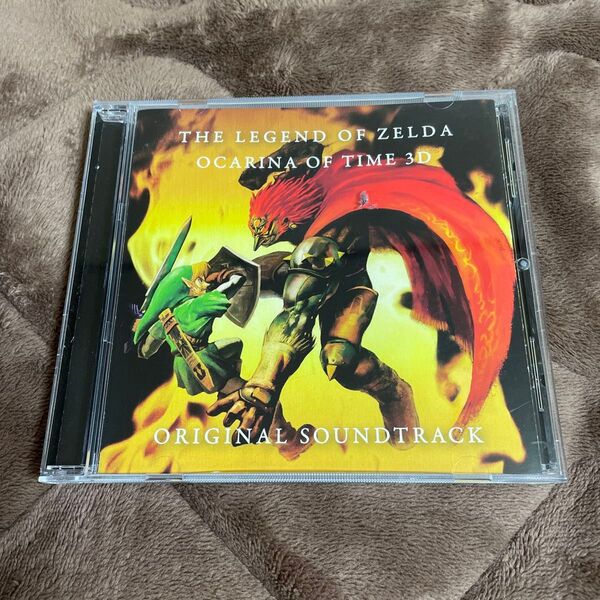 THE LEGEND OF ZELDA
OCARINA OF TIME 3D
ORIGINAL SOUNDTRACK